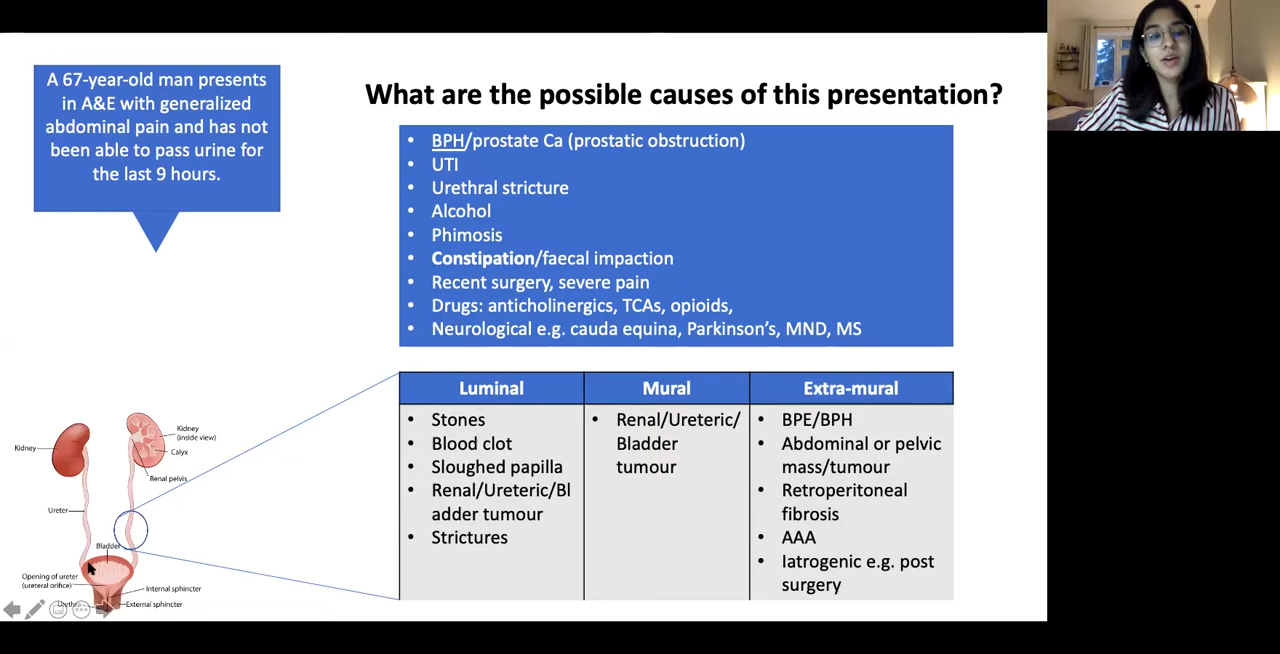 A 67-year-old man presents
in A&E with generalized
abdominal pain and has not
been able to pass urine for
the last 9 hours.
What are the possible causes of this presentation?
• BPH/prostate Ca (prostatic obstruction)
• UTI
• Urethral stricture
• Alcohol
• Phimosis
• Constipation/faecal impaction
• Recent surgery, severe pain
• Drugs: anticholinergics, TCAs, opioids,
• Neurological e.g. cauda equina, Parkinson's, MND, MS
Luminal
• Stones
• Blood clot
• Sloughed papilla
• Renal/Ureteric/Bl
adder tumour
• Strictures
Mural
• Renal/Ureteric/
Bladder
tumour
Extra-mural
• BPE/BPH
• Abdominal or pelvic
mass/tumour
• Retroperitoneal
fibrosis
• AAA
• Iatrogenic e.g. post
surgery
Kidney
Kidney
(inside view)
Calyx
Renal pelvis
Ureter
Bladder
Opening of ureter
(ureteral orifice)
Internal sphincter
Urethra
External sphincter